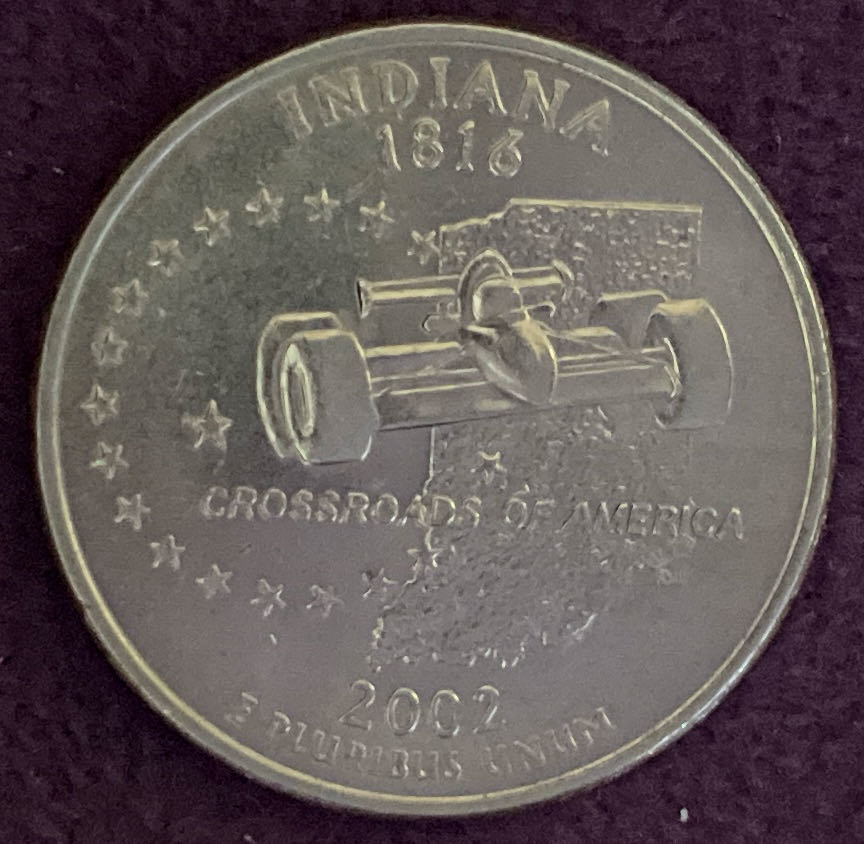 INDIANA
1816
CROSSROADS OF AMERICA
2002
E PLURIBUS UNUM